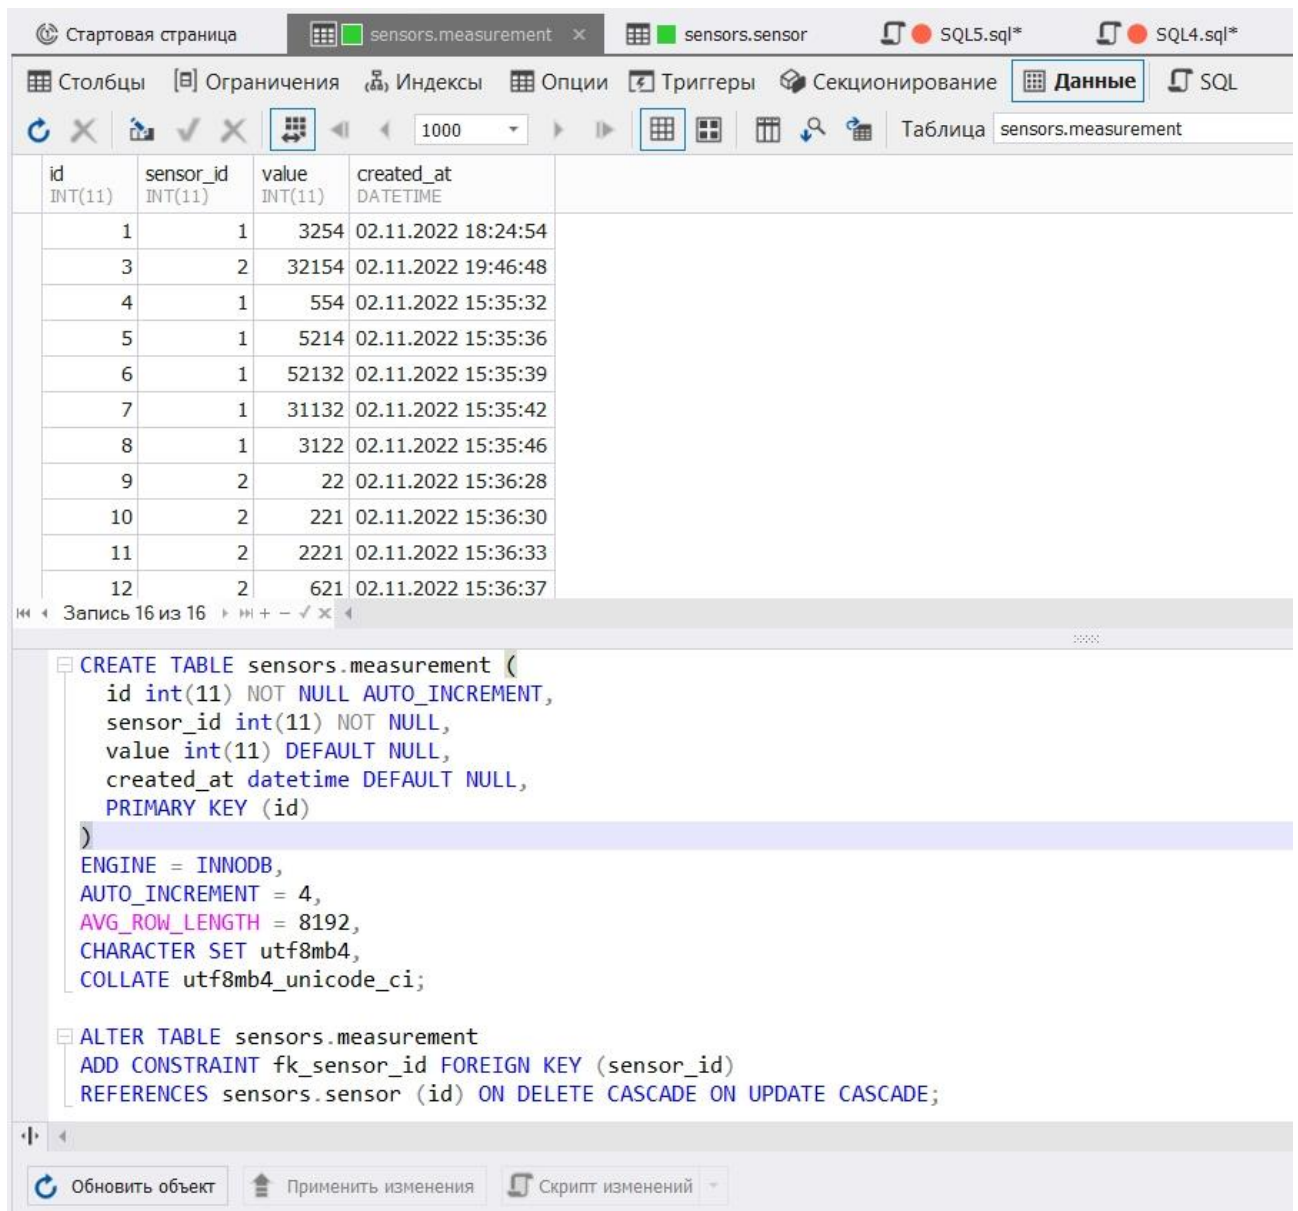 Стартовая страница sensors.measurement × sensors.sensor SQL5.sql* SQL4.sql*
Столбцы Ограничения Индексы Опции Триггеры Секционирование Данные SQL
1000 Таблица sensors.measurement
id sensor_id value created_at
INT(11) INT(11) INT(11) DATETIME
1 1 3254 02.11.2022 18:24:54
3 2 32154 02.11.2022 19:46:48
4 1 554 02.11.2022 15:35:32
5 1 5214 02.11.2022 15:35:36
6 1 52132 02.11.2022 15:35:39
7 1 31132 02.11.2022 15:35:42
8 1 3122 02.11.2022 15:35:46
9 2 22 02.11.2022 15:36:28
10 2 221 02.11.2022 15:36:30
11 2 2221 02.11.2022 15:36:33
12 2 621 02.11.2022 15:36:37
Запись 16 из 16
CREATE TABLE sensors.measurement (
id int(11) NOT NULL AUTO_INCREMENT,
sensor_id int(11) NOT NULL,
value int(11) DEFAULT NULL,
created_at datetime DEFAULT NULL,
PRIMARY KEY (id)
)
ENGINE = INNODB,
AUTO_INCREMENT = 4,
AVG_ROW_LENGTH = 8192,
CHARACTER SET utf8mb4,
COLLATE utf8mb4_unicode_ci;
ALTER TABLE sensors.measurement
ADD CONSTRAINT fk_sensor_id FOREIGN KEY (sensor_id)
REFERENCES sensors.sensor (id) ON DELETE CASCADE ON UPDATE CASCADE;
Обновить объект Применить изменения Скрипт изменений